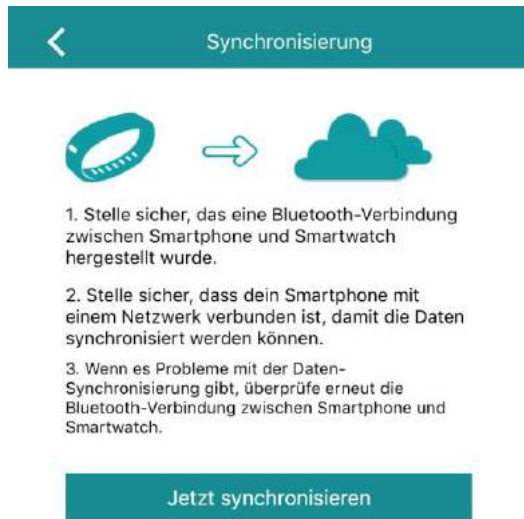 Synchronisierung
1. Stelle sicher, das eine Bluetooth-Verbindung
zwischen Smartphone und Smartwatch
hergestellt wurde.
2. Stelle sicher, dass dein Smartphone mit
einem Netzwerk verbunden ist, damit die Daten
synchronisiert werden können.
3. Wenn es Probleme mit der Daten-
Synchronisierung gibt, überprüfe erneut die
Bluetooth-Verbindung zwischen Smartphone und
Smartwatch.
Jetzt synchronisieren